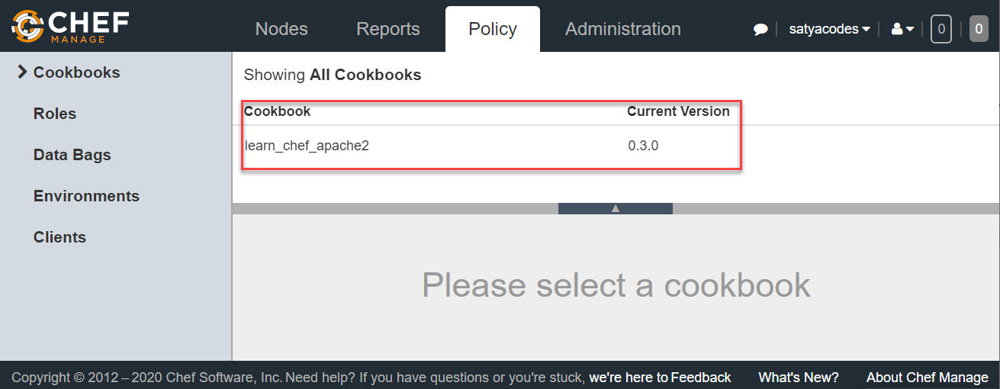 CHEF
MANAGE
Nodes Reports Policy Administration satyacodes 0 0
Cookbooks
Roles
Data Bags
Environments
Clients
Showing All Cookbooks
Cookbook Current Version
learn_chef_apache2 0.3.0
Please select a cookbook
Copyright © 2012 – 2020 Chef Software, Inc. Need help? If you have questions or you're stuck, we're here to Feedback What's New? About Chef Manage